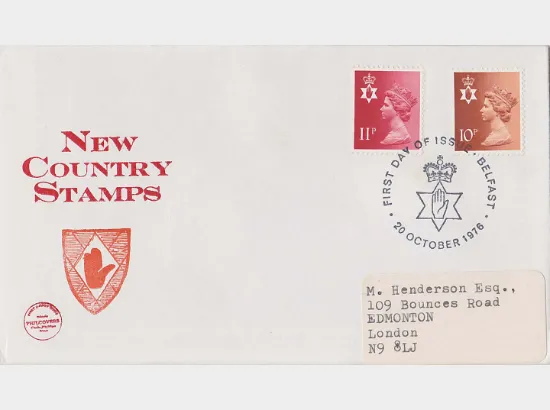 NEW
COUNTRY
STAMPS
11P
10P
FIRST DAY OF ISSUE · BELFAST ·
20 OCTOBER 1976
PHILCOVERS
M. Henderson Esq.,
109 Bounces Road
EDMONTON
London
N9 8LJ